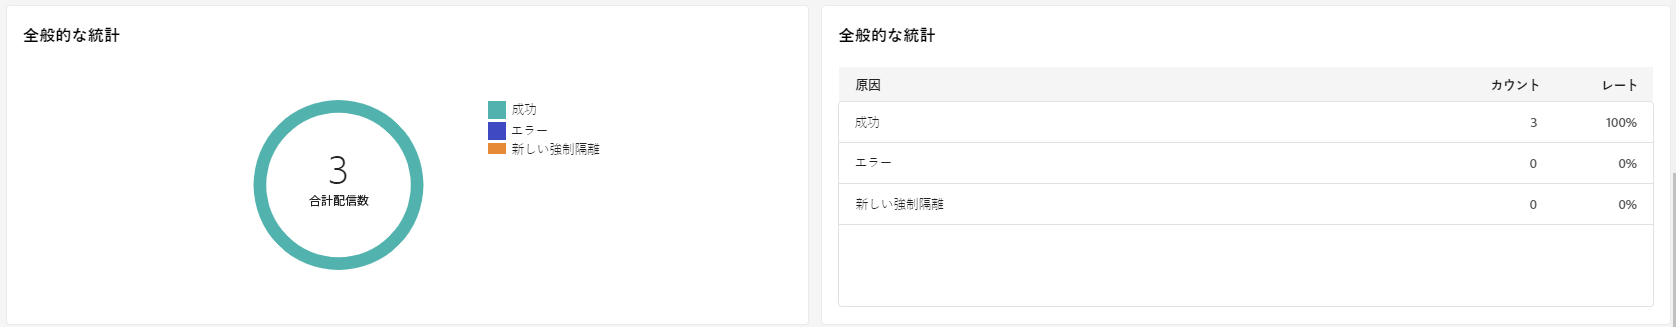 全般的な統計
3
合計配信数
成功
エラー
新しい強制隔離
全般的な統計
原因 カウント レート
成功 3 100%
エラー 0 0%
新しい強制隔離 0 0%